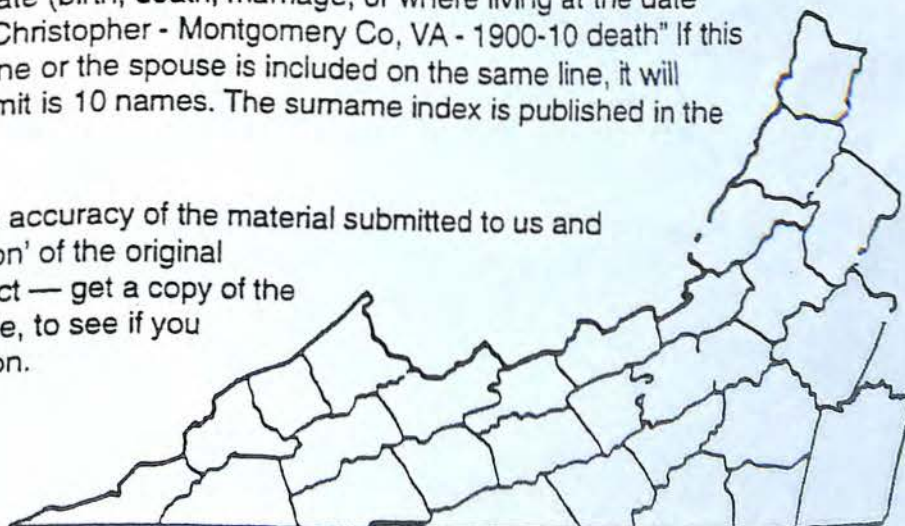 ate (birth, death, marriage, or where living at the date
Christopher - Montgomery Co, VA - 1900-10 death" If this
ne or the spouse is included on the same line, it will
mit is 10 names. The surname index is published in the
accuracy of the material submitted to us and
on' of the original
ct — get a copy of the
e, to see if you
on.